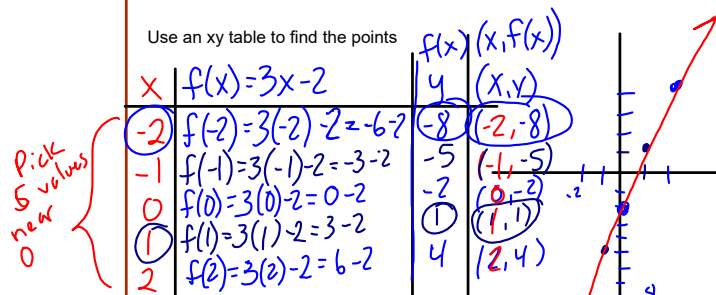 Use an xy table to find the points
f(x) (x, f(x))
x f(x)=3x-2 y (x,y)
-2 f(-2)=3(-2)-2=-6-2 -8 (-2,-8)
-1 f(-1)=3(-1)-2=-3-2 -5 (-1,-5)
0 f(0)=3(0)-2=0-2 -2 (0,-2)
1 f(1)=3(1)-2=3-2 1 (1,1)
2 f(2)=3(2)-2=6-2 4 (2,4)
Pick
5 values
near
0
-2